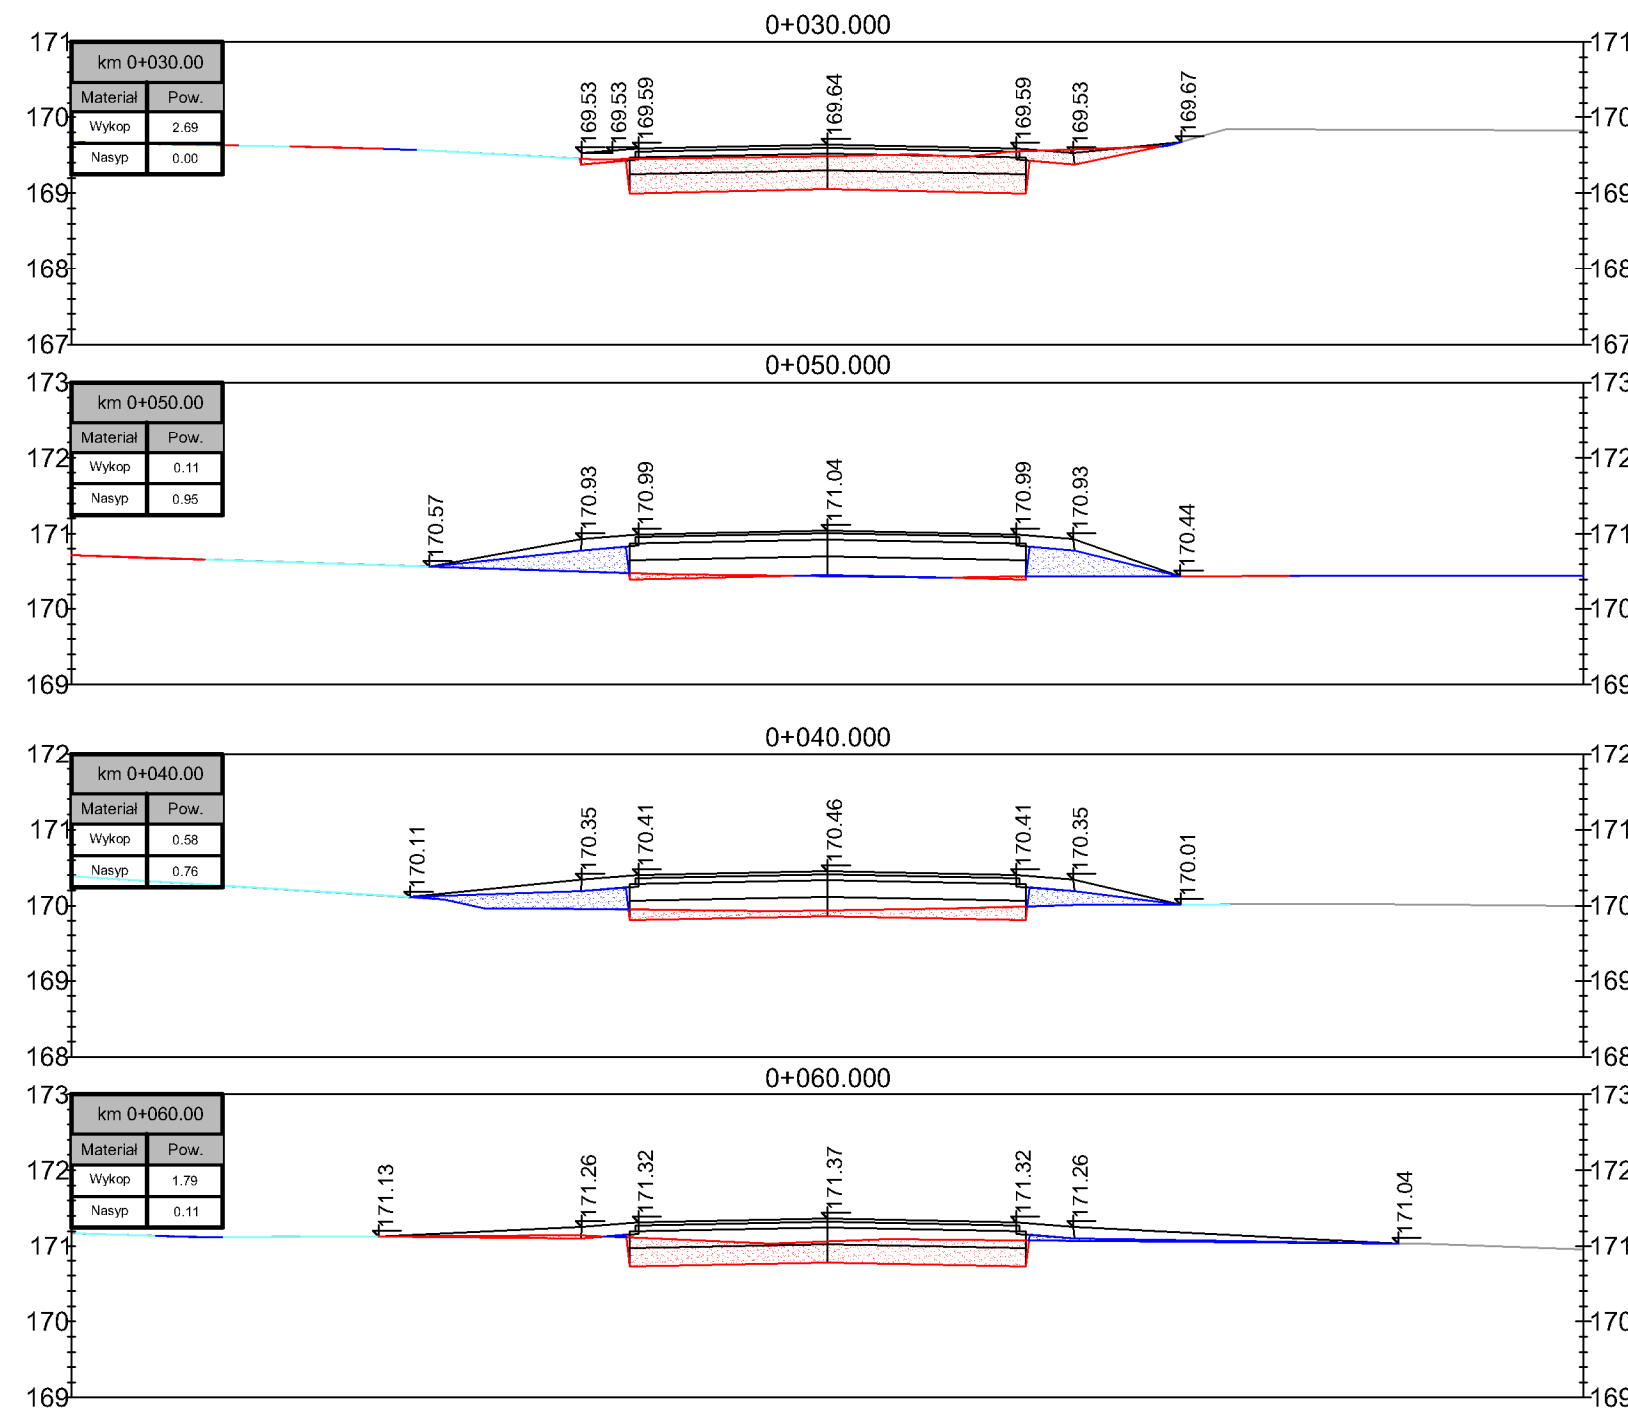 0+030.000
171 171
km 0+030.00
Materiał Pow.
Wykop 2.69
Nasyp 0.00
170 170
169.53 169.53 169.59 169.64 169.59 169.53 169.67
169 169
168 168
167 167
0+050.000
173 173
km 0+050.00
Materiał Pow.
Wykop 0.11
Nasyp 0.95
172 172
170.57 170.93 170.99 171.04 170.99 170.93 170.44
171 171
170 170
169 169
0+040.000
172 172
km 0+040.00
Materiał Pow.
Wykop 0.58
Nasyp 0.76
171 171
170.11 170.35 170.41 170.46 170.41 170.35 170.01
170 170
169 169
168 168
0+060.000
173 173
km 0+060.00
Materiał Pow.
Wykop 1.79
Nasyp 0.11
172 172
171.13 171.26 171.32 171.37 171.32 171.26 171.04
171 171
170 170
169 169